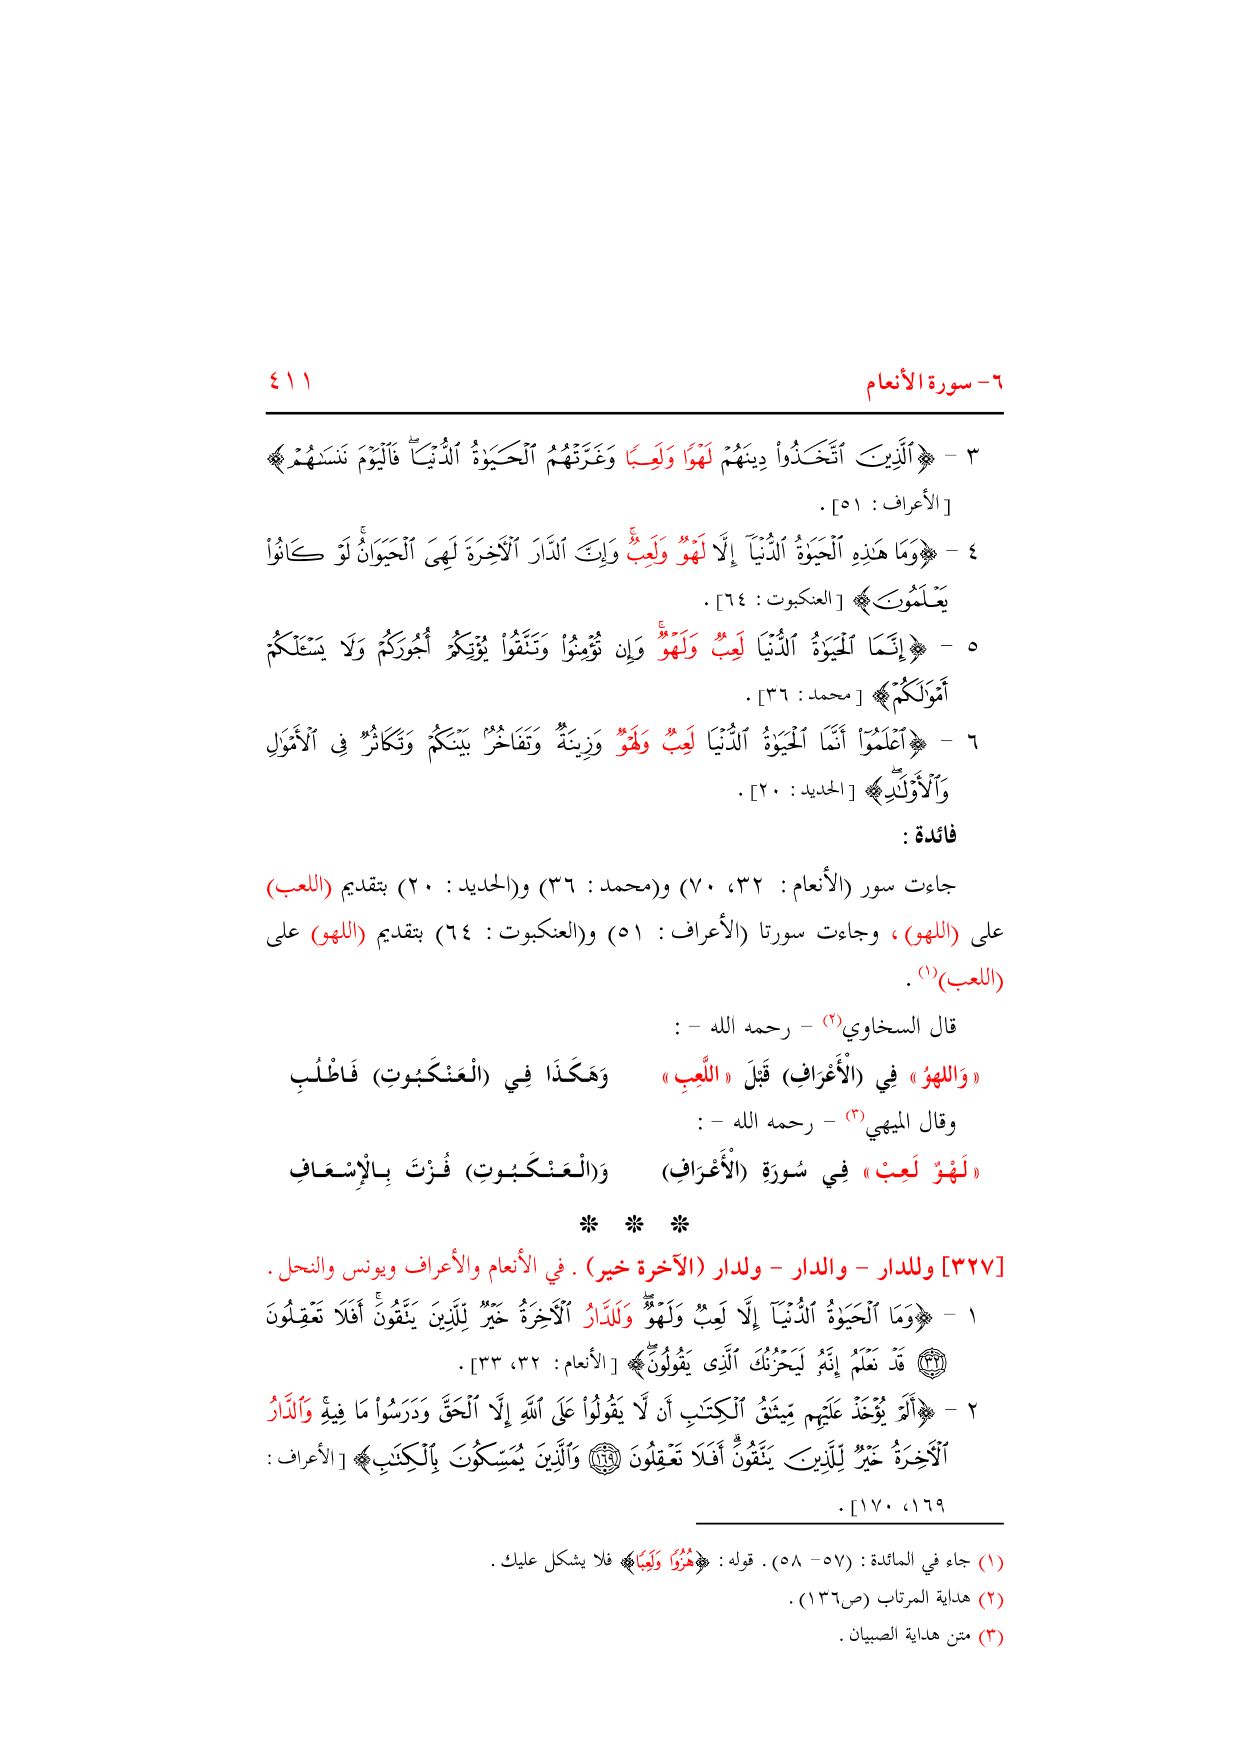 ٦- سورة الأنعام ٤١١
٣ - ﴿ٱلَّذِينَ ٱتَّخَذُوا۟ دِينَهُمۡ لَهۡوٗا وَلَعِبٗا وَغَرَّتۡهُمُ ٱلۡحَيَوٰةُ ٱلدُّنۡيَاۖ فَٱلۡيَوۡمَ نَنسَىٰهُمۡ﴾
[الأعراف : ٥١] .
٤ - ﴿وَمَا هَٰذِهِ ٱلۡحَيَوٰةُ ٱلدُّنۡيَآ إِلَّا لَهۡوٞ وَلَعِبٞۚ وَإِنَّ ٱلدَّارَ ٱلۡأٓخِرَةَ لَهِيَ ٱلۡحَيَوَانُۚ لَوۡ كَانُوا۟
يَعۡلَمُونَ﴾ [العنكبوت : ٦٤] .
٥ - ﴿إِنَّمَا ٱلۡحَيَوٰةُ ٱلدُّنۡيَا لَعِبٞ وَلَهۡوٞۚ وَإِن تُؤۡمِنُوا۟ وَتَتَّقُوا۟ يُؤۡتِكُمۡ أُجُورَكُمۡ وَلَا يَسۡـَٔلۡكُمۡ
أَمۡوَٰلَكُمۡ﴾ [محمد : ٣٦] .
٦ - ﴿ٱعۡلَمُوٓا۟ أَنَّمَا ٱلۡحَيَوٰةُ ٱلدُّنۡيَا لَعِبٞ وَلَهۡوٞ وَزِينَةٞ وَتَفَاخُرُۢ بَيۡنَكُمۡ وَتَكَاثُرٞ فِي ٱلۡأَمۡوَٰلِ
وَٱلۡأَوۡلَٰدِۖ﴾ [الحديد : ٢٠] .
فائدة :
جاءت سور (الأنعام : ٣٢، ٧٠) و(محمد : ٣٦) و(الحديد : ٢٠) بتقديم (اللعب)
على (اللهو) ، وجاءت سورتا (الأعراف : ٥١) و(العنكبوت : ٦٤) بتقديم (اللهو) على
(اللعب)(١) .
قال السخاوي(٢) - رحمه الله - :
« وَاللهوُ » فِي (الْأَعْرَافِ) قَبْلَ « اللَّعِبِ » وَهَكَذَا فِي (الْعَنْكَبُوتِ) فَاطْلُبِ
وقال الميهي(٣) - رحمه الله - :
« لَهْوٌ لَعِبْ » فِي سُورَةِ (الْأَعْرَافِ) وَ(الْعَنْكَبُوتِ) فُزْتَ بِالْإِسْعَافِ
* * *
[٣٢٧] وللدار - والدار - ولدار (الآخرة خير) . في الأنعام والأعراف ويونس والنحل .
١ - ﴿وَمَا ٱلۡحَيَوٰةُ ٱلدُّنۡيَآ إِلَّا لَعِبٞ وَلَهۡوٞۖ وَلَلدَّارُ ٱلۡأٓخِرَةُ خَيۡرٞ لِّلَّذِينَ يَتَّقُونَۚ أَفَلَا تَعۡقِلُونَ
٣٢ قَدۡ نَعۡلَمُ إِنَّهُۥ لَيَحۡزُنُكَ ٱلَّذِي يَقُولُونَۖ﴾ [الأنعام : ٣٢، ٣٣] .
٢ - ﴿أَلَمۡ يُؤۡخَذۡ عَلَيۡهِم مِّيثَٰقُ ٱلۡكِتَٰبِ أَن لَّا يَقُولُوا۟ عَلَى ٱللَّهِ إِلَّا ٱلۡحَقَّ وَدَرَسُوا۟ مَا فِيهِۗ وَٱلدَّارُ
ٱلۡأٓخِرَةُ خَيۡرٞ لِّلَّذِينَ يَتَّقُونَۗ أَفَلَا تَعۡقِلُونَ ١٦٩ وَٱلَّذِينَ يُمَسِّكُونَ بِٱلۡكِتَٰبِ﴾ [الأعراف :
١٦٩، ١٧٠] .
(١) جاء في المائدة : (٥٧- ٥٨) . قوله : ﴿هُزُوٗا وَلَعِبٗا﴾ فلا يشكل عليك .
(٢) هداية المرتاب (ص١٣٦) .
(٣) متن هداية الصبيان .